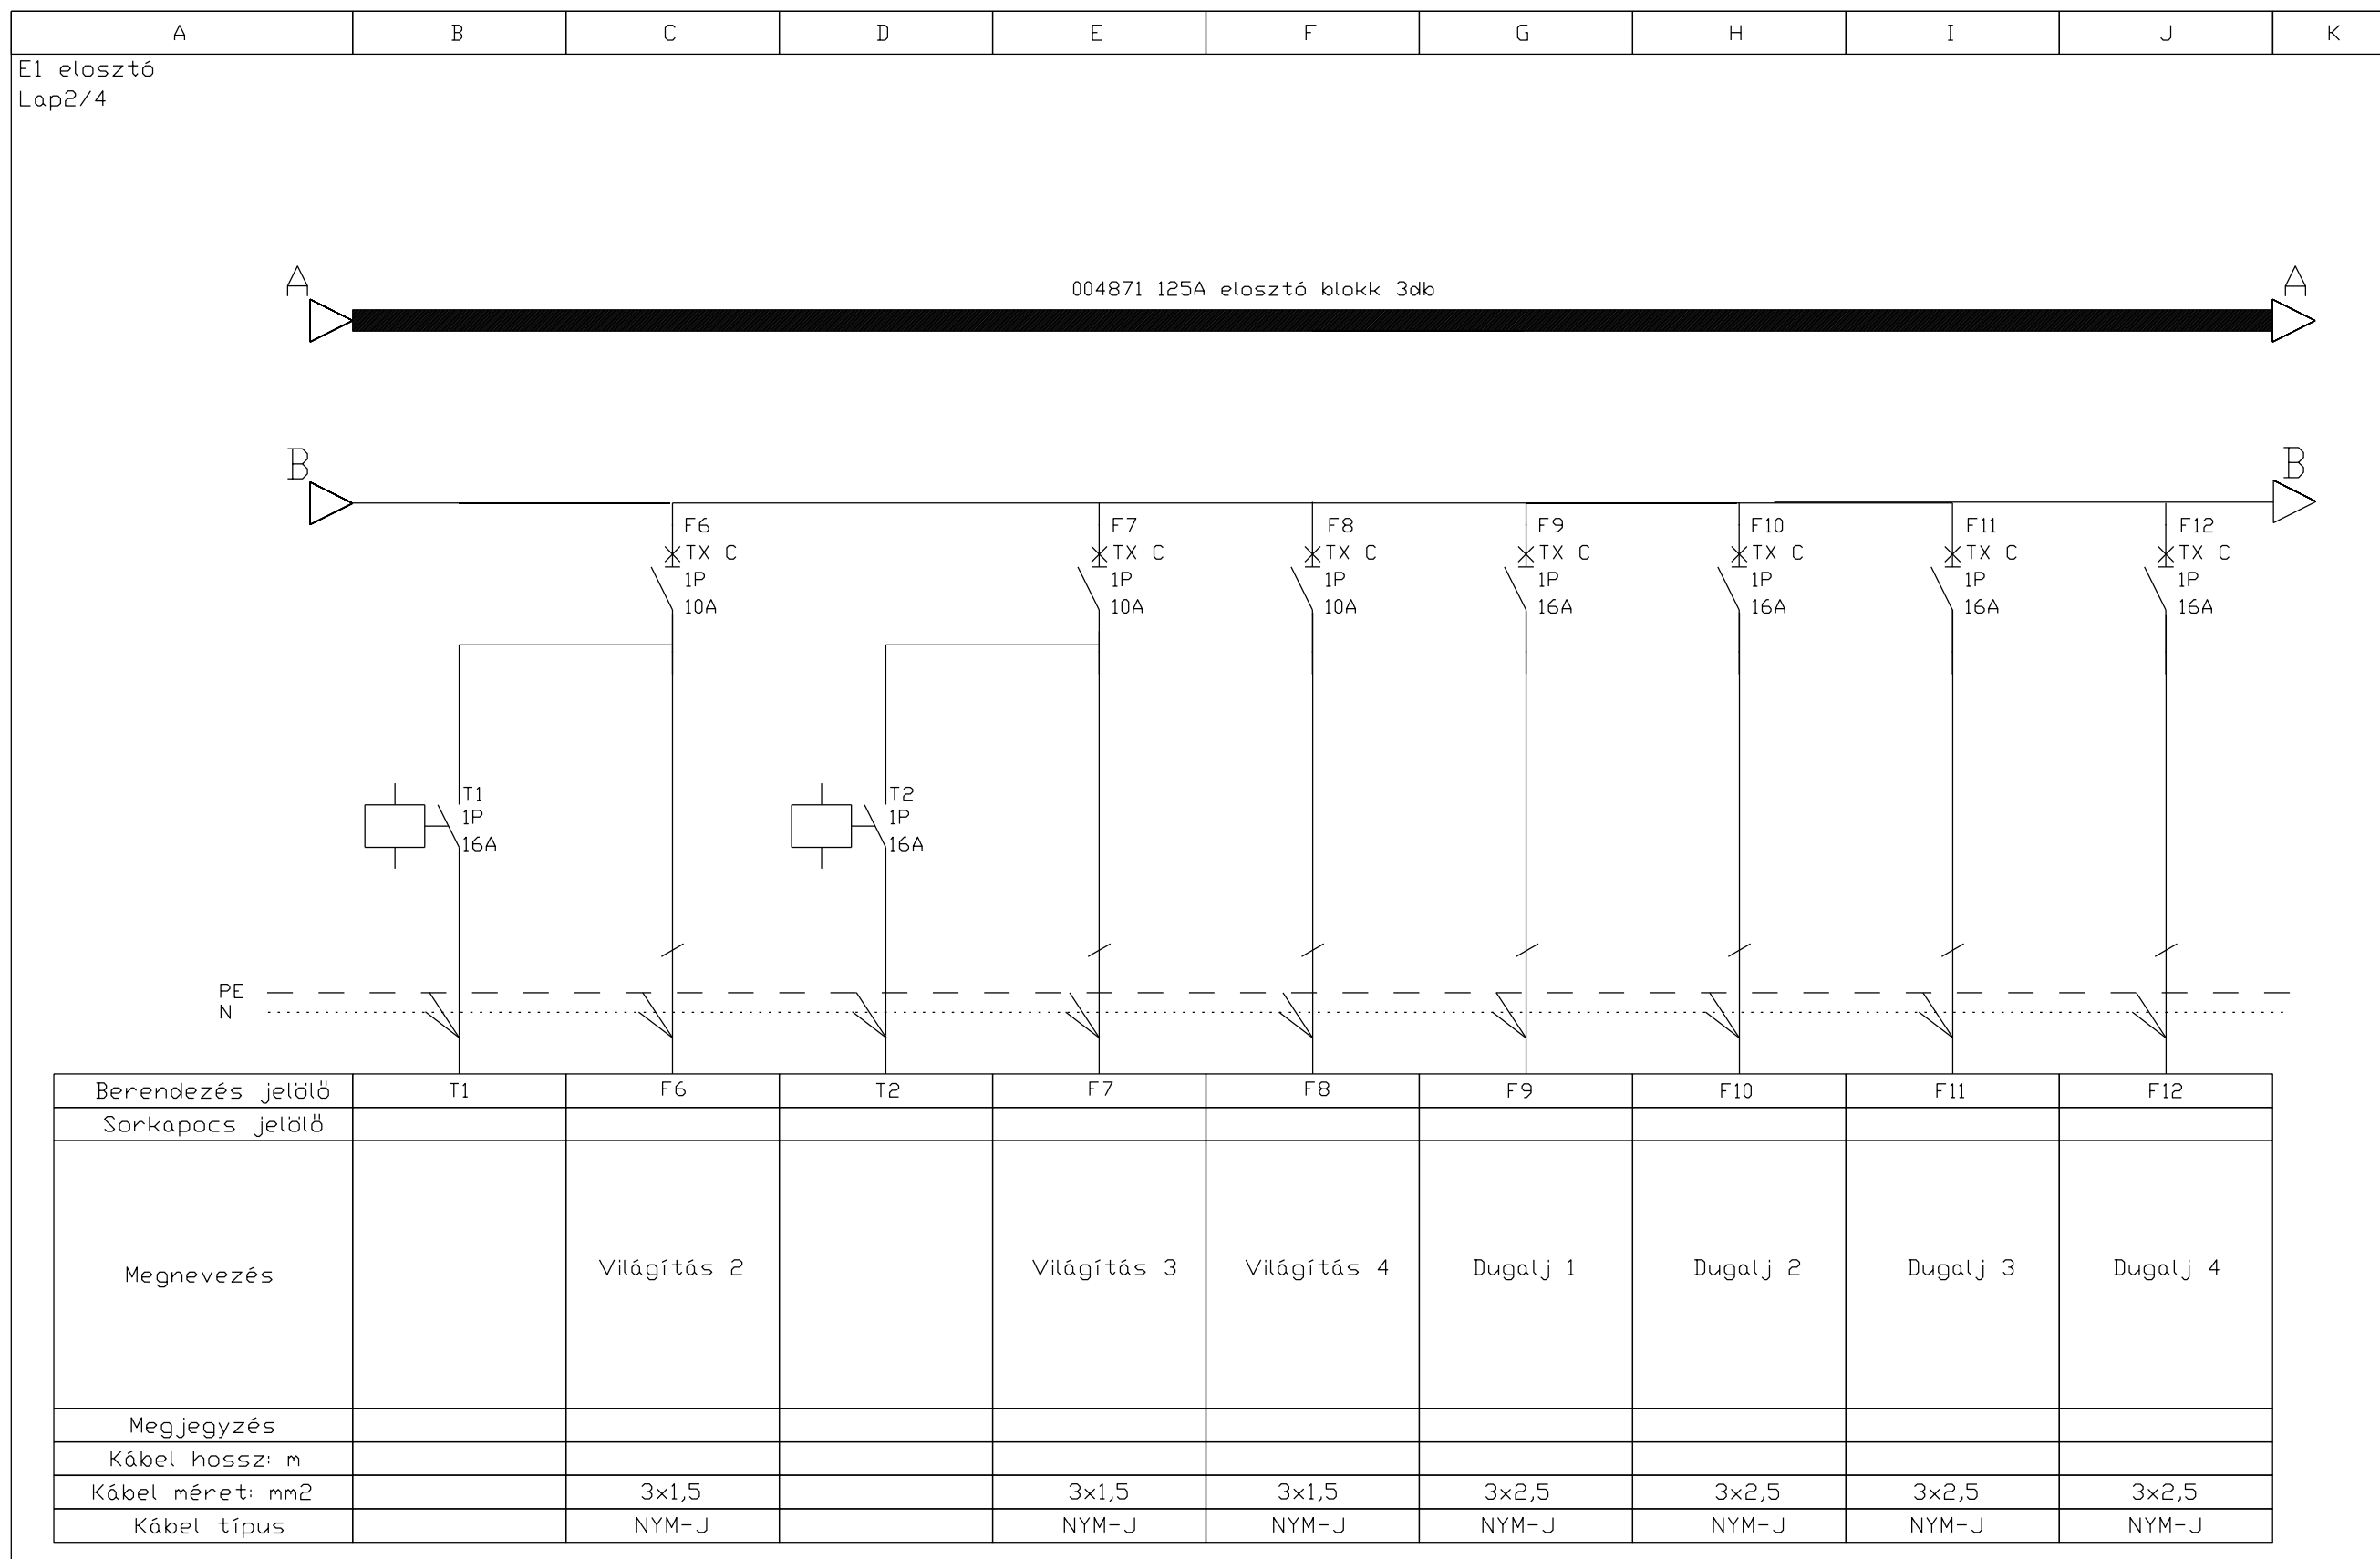 A B C D E F G H I J K
E1 elosztó
Lap2/4
A 004871 125A elosztó blokk 3db A
B B
F6 F7 F8 F9 F10 F11 F12
TX C TX C TX C TX C TX C TX C TX C
1P 1P 1P 1P 1P 1P 1P
10A 10A 10A 16A 16A 16A 16A
T1 T2
1P 1P
16A 16A
PE
N
Berendezés jelölő T1 F6 T2 F7 F8 F9 F10 F11 F12
Sorkapocs jelölő
Megnevezés Világítás 2 Világítás 3 Világítás 4 Dugalj 1 Dugalj 2 Dugalj 3 Dugalj 4
Megjegyzés
Kábel hossz: m
Kábel méret: mm2 3x1,5 3x1,5 3x1,5 3x2,5 3x2,5 3x2,5 3x2,5
Kábel típus NYM-J NYM-J NYM-J NYM-J NYM-J NYM-J NYM-J